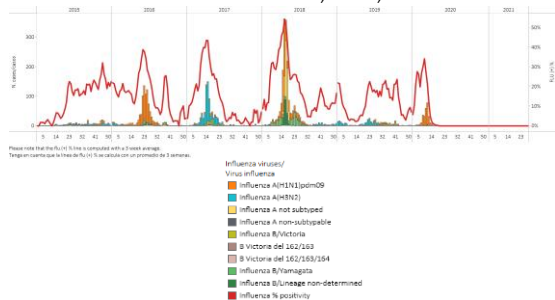 2015 2016 2017 2018 2019 2020 2021
300
200
100
0
50%
40%
30%
20%
10%
0%
5 14 23 32 41 50 5 14 23 32 41 50 5 14 23 32 41 50 5 14 23 32 41 50 5 14 23 32 41 50 5 14 23 32 41 50 5 14 23
Please note that the flu (+) % line is computed with a 3-week average.
Tenga en cuenta que la línea de flu (+) % se calcula con un promedio de 3 semanas.
Influenza viruses/
Virus influenza
Influenza A(H1N1)pdm09
Influenza A(H3N2)
Influenza A not subtyped
Influenza A non-subtypable
Influenza B/Victoria
B Victoria del 162/163
B Victoria del 162/163/164
Influenza B/Yamagata
Influenza B/Lineage non-determined
Influenza % positivity